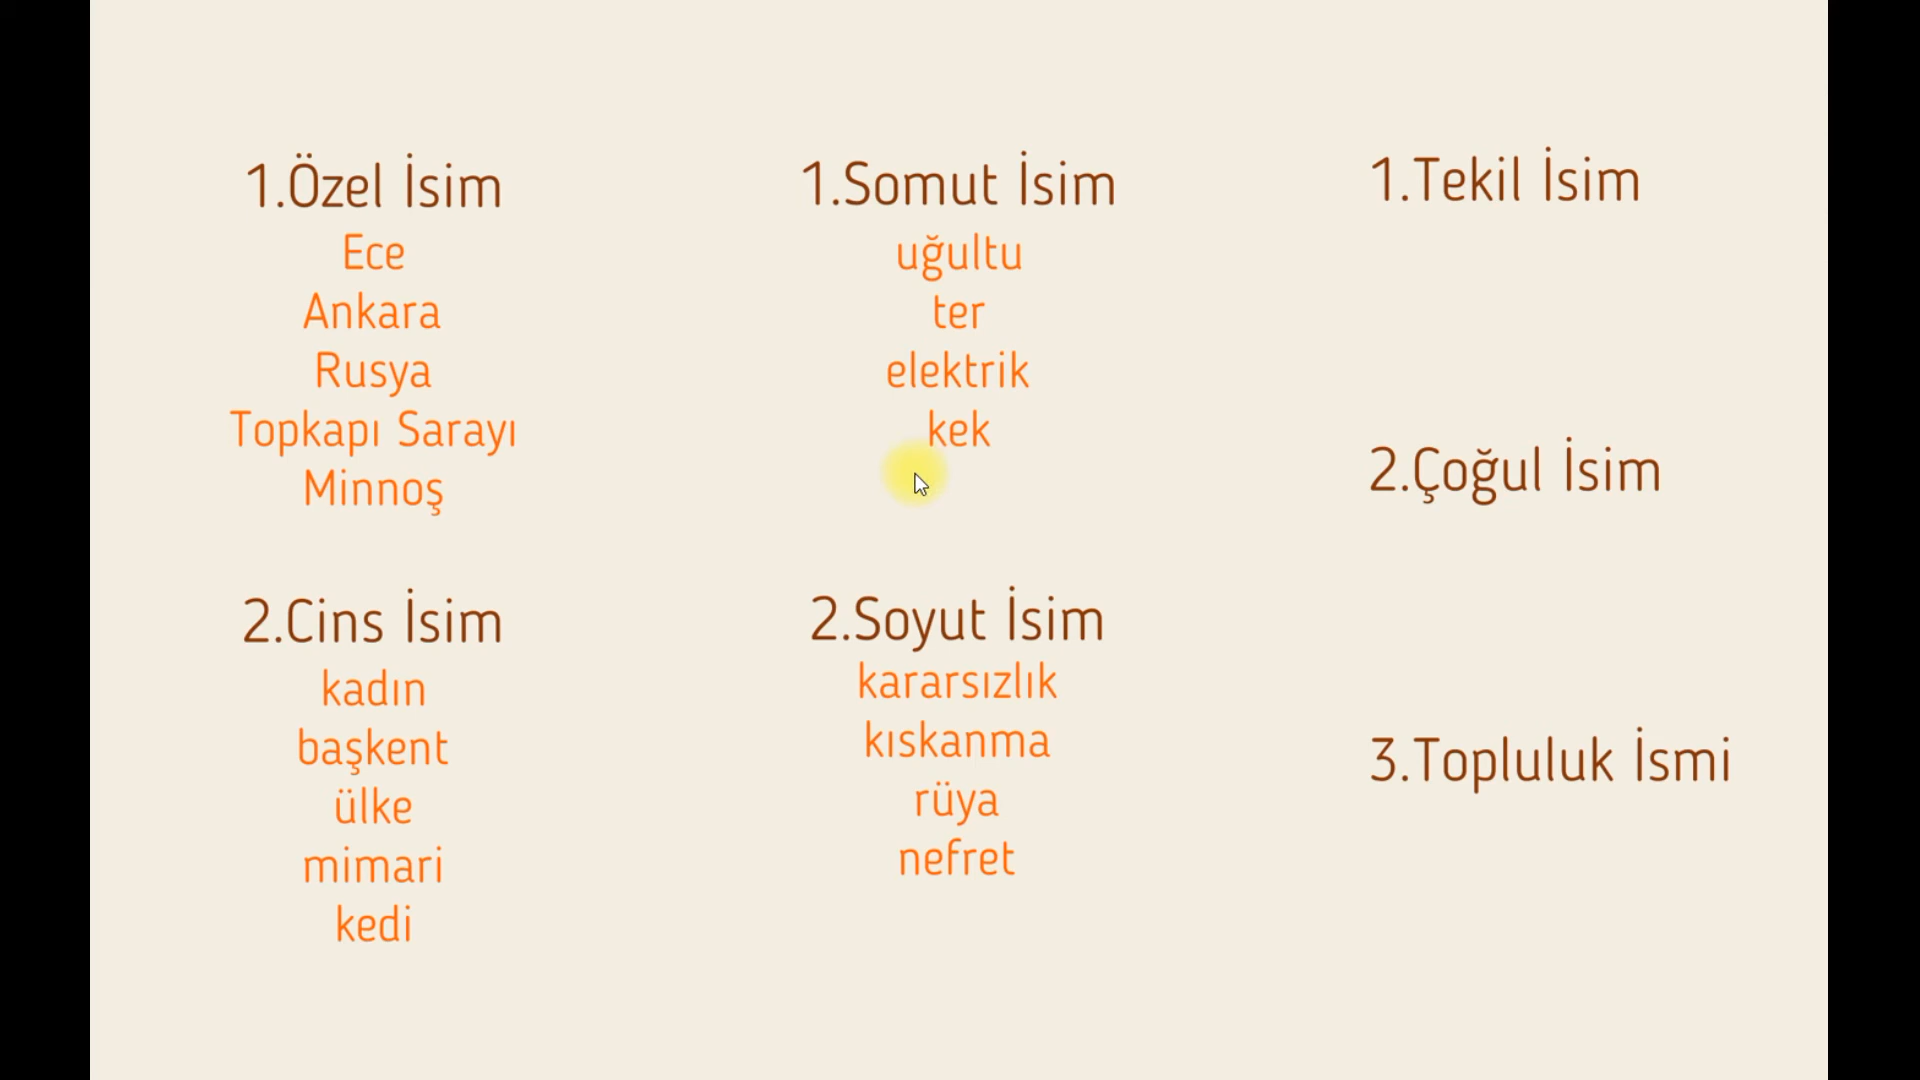 1.Özel İsim
Ece
Ankara
Rusya
Topkapı Sarayı
Minnoş
2.Cins İsim
kadın
başkent
ülke
mimari
kedi
1.Somut İsim
uğultu
ter
elektrik
kek
2.Soyut İsim
kararsızlık
kıskanma
rüya
nefret
1.Tekil İsim
2.Çoğul İsim
3.Topluluk İsmi